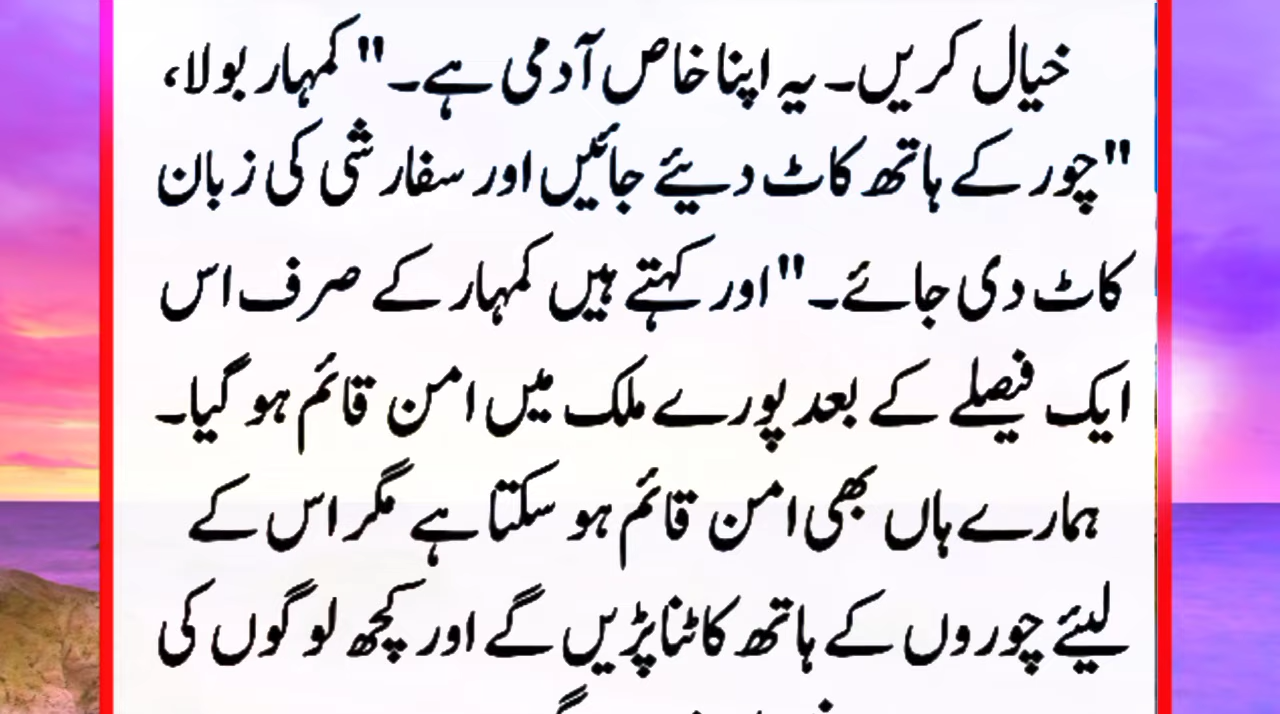 خیال کریں۔ یہ اپنا خاص آدمی ہے۔" کمہار بولا،
"چور کے ہاتھ کاٹ دیئے جائیں اور سفارشی کی زبان
کاٹ دی جائے۔" اور کہتے ہیں کمہار کے صرف اس
ایک فیصلے کے بعد پورے ملک میں امن قائم ہو گیا۔
ہمارے ہاں بھی امن قائم ہو سکتا ہے مگر اس کے
لیئے چوروں کے ہاتھ کاٹنا پڑیں گے اور کچھ لوگوں کی